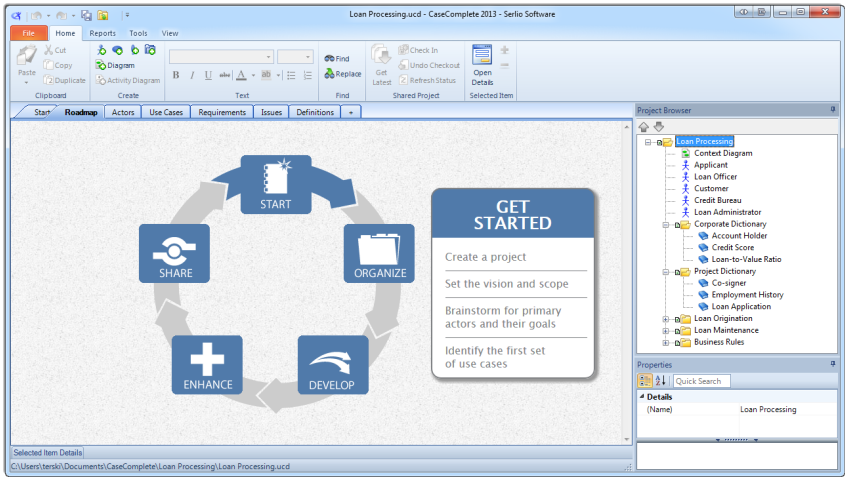 Loan Processing.ucd - CaseComplete 2013 - Serlio Software
File Home Reports Tools View
Cut
Copy
Paste
Duplicate
Clipboard
Diagram
Activity Diagram
Create
B I U abc A ab
Text
Find
Replace
Find
Get Latest
Check In
Undo Checkout
Refresh Status
Shared Project
Open Details
Selected Item
Start Roadmap Actors Use Cases Requirements Issues Definitions +
START
ORGANIZE
DEVELOP
ENHANCE
SHARE
GET
STARTED
Create a project
Set the vision and scope
Brainstorm for primary
actors and their goals
Identify the first set
of use cases
Project Browser
Loan Processing
Context Diagram
Applicant
Loan Officer
Customer
Credit Bureau
Loan Administrator
Corporate Dictionary
Account Holder
Credit Score
Loan-to-Value Ratio
Project Dictionary
Co-signer
Employment History
Loan Application
Loan Origination
Loan Maintenance
Business Rules
Properties
Quick Search
Details
(Name) Loan Processing
Selected Item Details
C:\Users\terski\Documents\CaseComplete\Loan Processing\Loan Processing.ucd